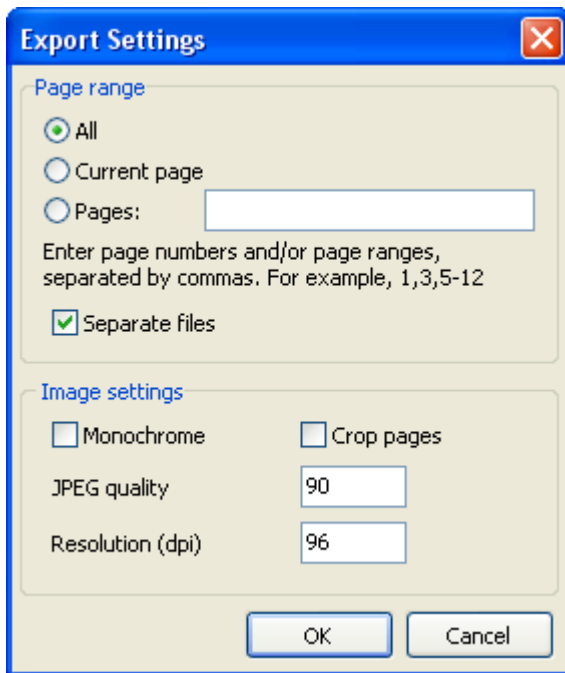 Export Settings
Page range
All
Current page
Pages:
Enter page numbers and/or page ranges,
separated by commas. For example, 1,3,5-12
Separate files
Image settings
Monochrome Crop pages
JPEG quality 90
Resolution (dpi) 96
OK Cancel